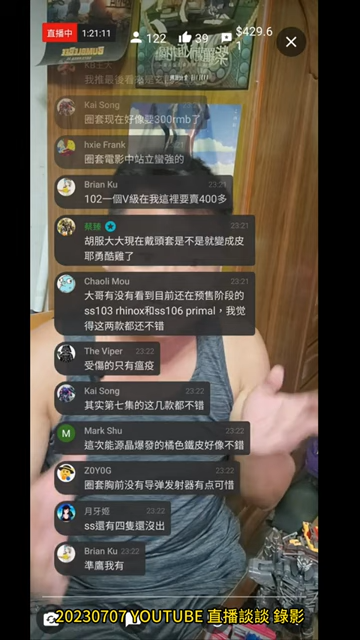 直播中 1:21:11
122 39 $429.6
1
我推最後看
Kai Song
圈套现在好像要300rmb了
hxie Frank
圈套電影中站立蠻強的
Brian Ku 23:21
102一個V級在我這裡要賣400多
23:21
胡服大大現在戴頭套是不是就變成皮
耶勇酷雞了
Chaoli Mou 23:21
大哥有没有看到目前还在预售阶段的
ss103 rhinox和ss106 primal，我觉
得这两款都还不错
The Viper 23:22
受傷的只有瘟疫
Kai Song 23:22
其实第七集的这几款都不错
M
Mark Shu 23:22
這次能源晶爆發的橘色鐵皮好像不錯
Z0Y0G 23:22
圈套胸前没有导弹发射器有点可惜
月牙姬 23:22
ss還有四隻還沒出
Brian Ku 23:22
準鷹我有
20230707 YOUTUBE 直播談談 錄影